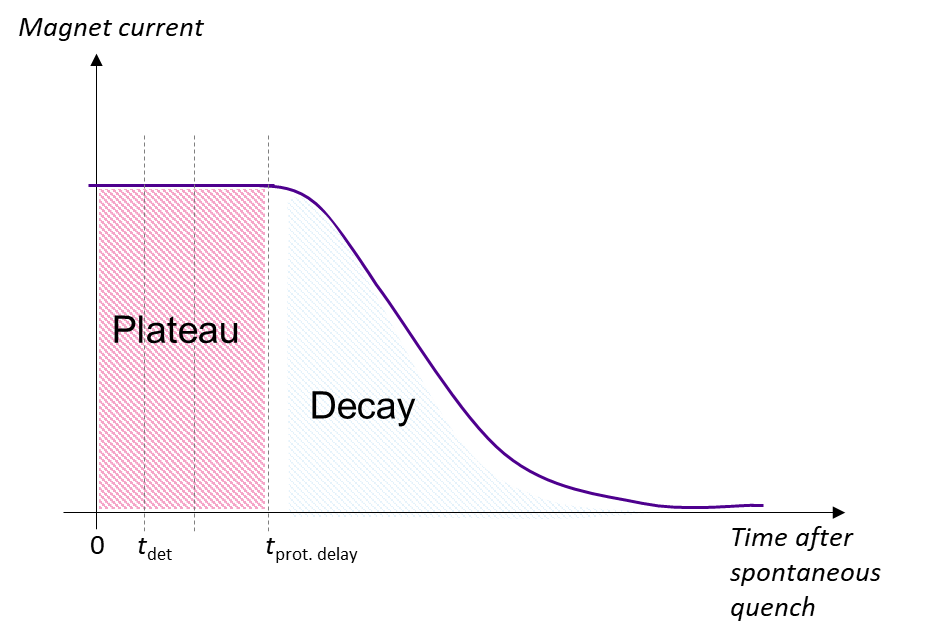 Magnet current
Plateau
Decay
0
tdet
tprot. delay
Time after
spontaneous
quench